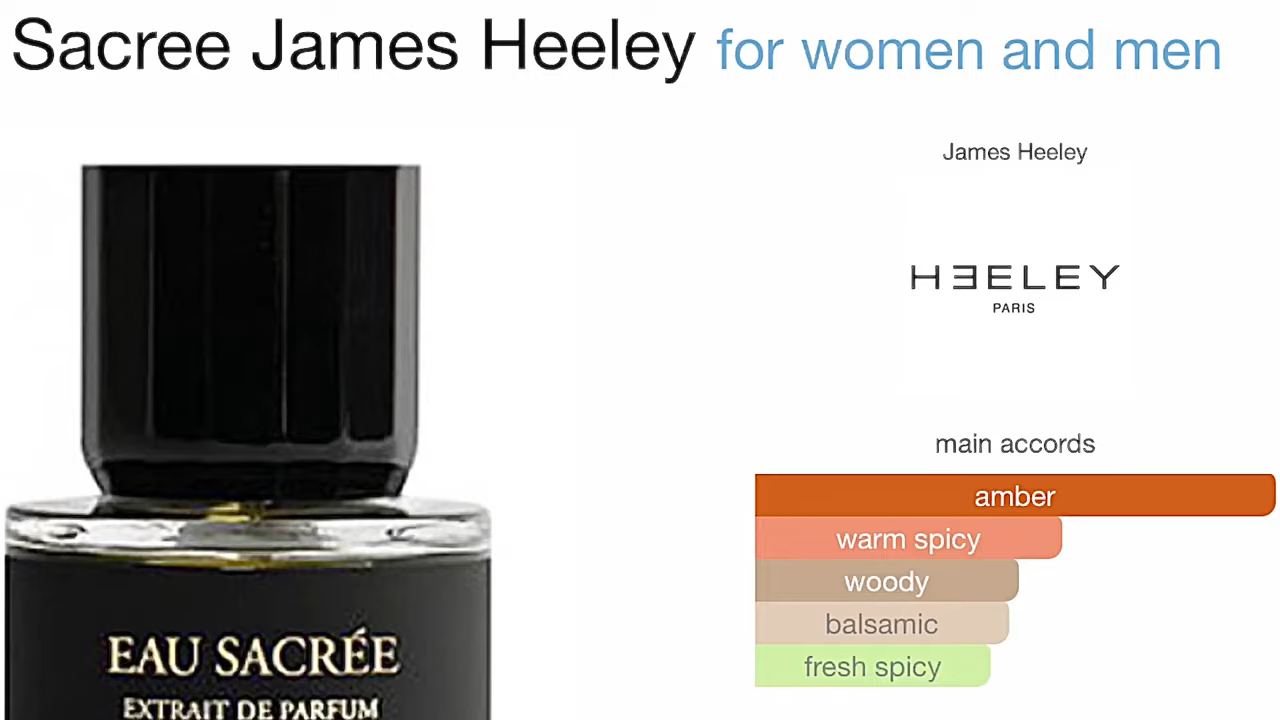 Sacree James Heeley for women and men
James Heeley
HEELEY
PARIS
main accords
amber
warm spicy
woody
balsamic
fresh spicy
EAU SACRÉE
EXTRAIT DE PARFUM